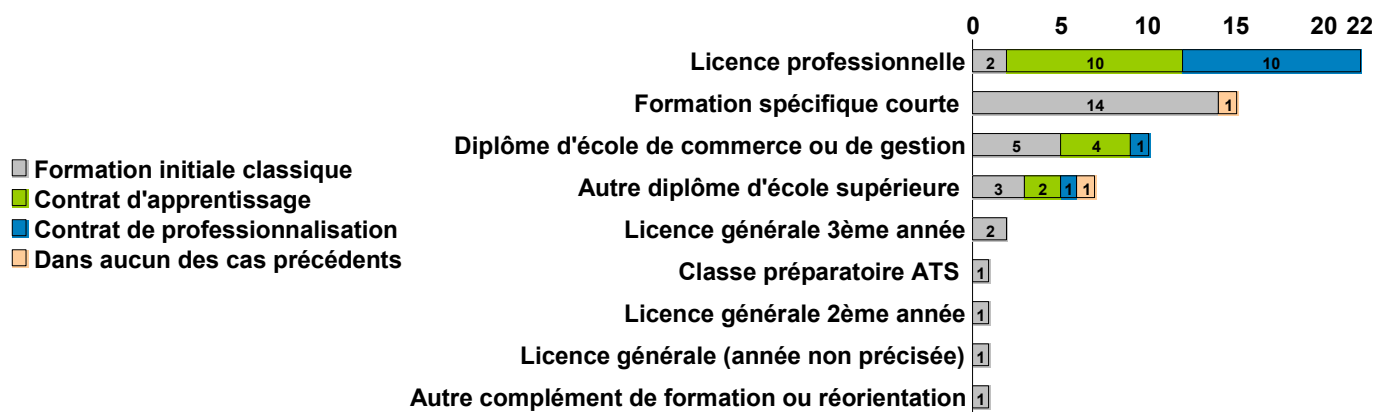 0 5 10 15 20 22
Licence professionnelle 2 10 10
Formation spécifique courte 14 1
Diplôme d'école de commerce ou de gestion 5 4 1
Autre diplôme d'école supérieure 3 2 1 1
Licence générale 3ème année 2
Classe préparatoire ATS 1
Licence générale 2ème année 1
Licence générale (année non précisée) 1
Autre complément de formation ou réorientation 1
Formation initiale classique
Contrat d'apprentissage
Contrat de professionnalisation
Dans aucun des cas précédents